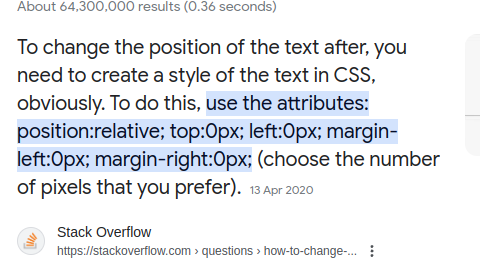 About 64,300,000 results (0.36 seconds)
To change the position of the text after, you
need to create a style of the text in CSS,
obviously. To do this, use the attributes:
position:relative; top:0px; left:0px; margin-
left:0px; margin-right:0px; (choose the number
of pixels that you prefer). 13 Apr 2020
Stack Overflow
https://stackoverflow.com › questions › how-to-change-...